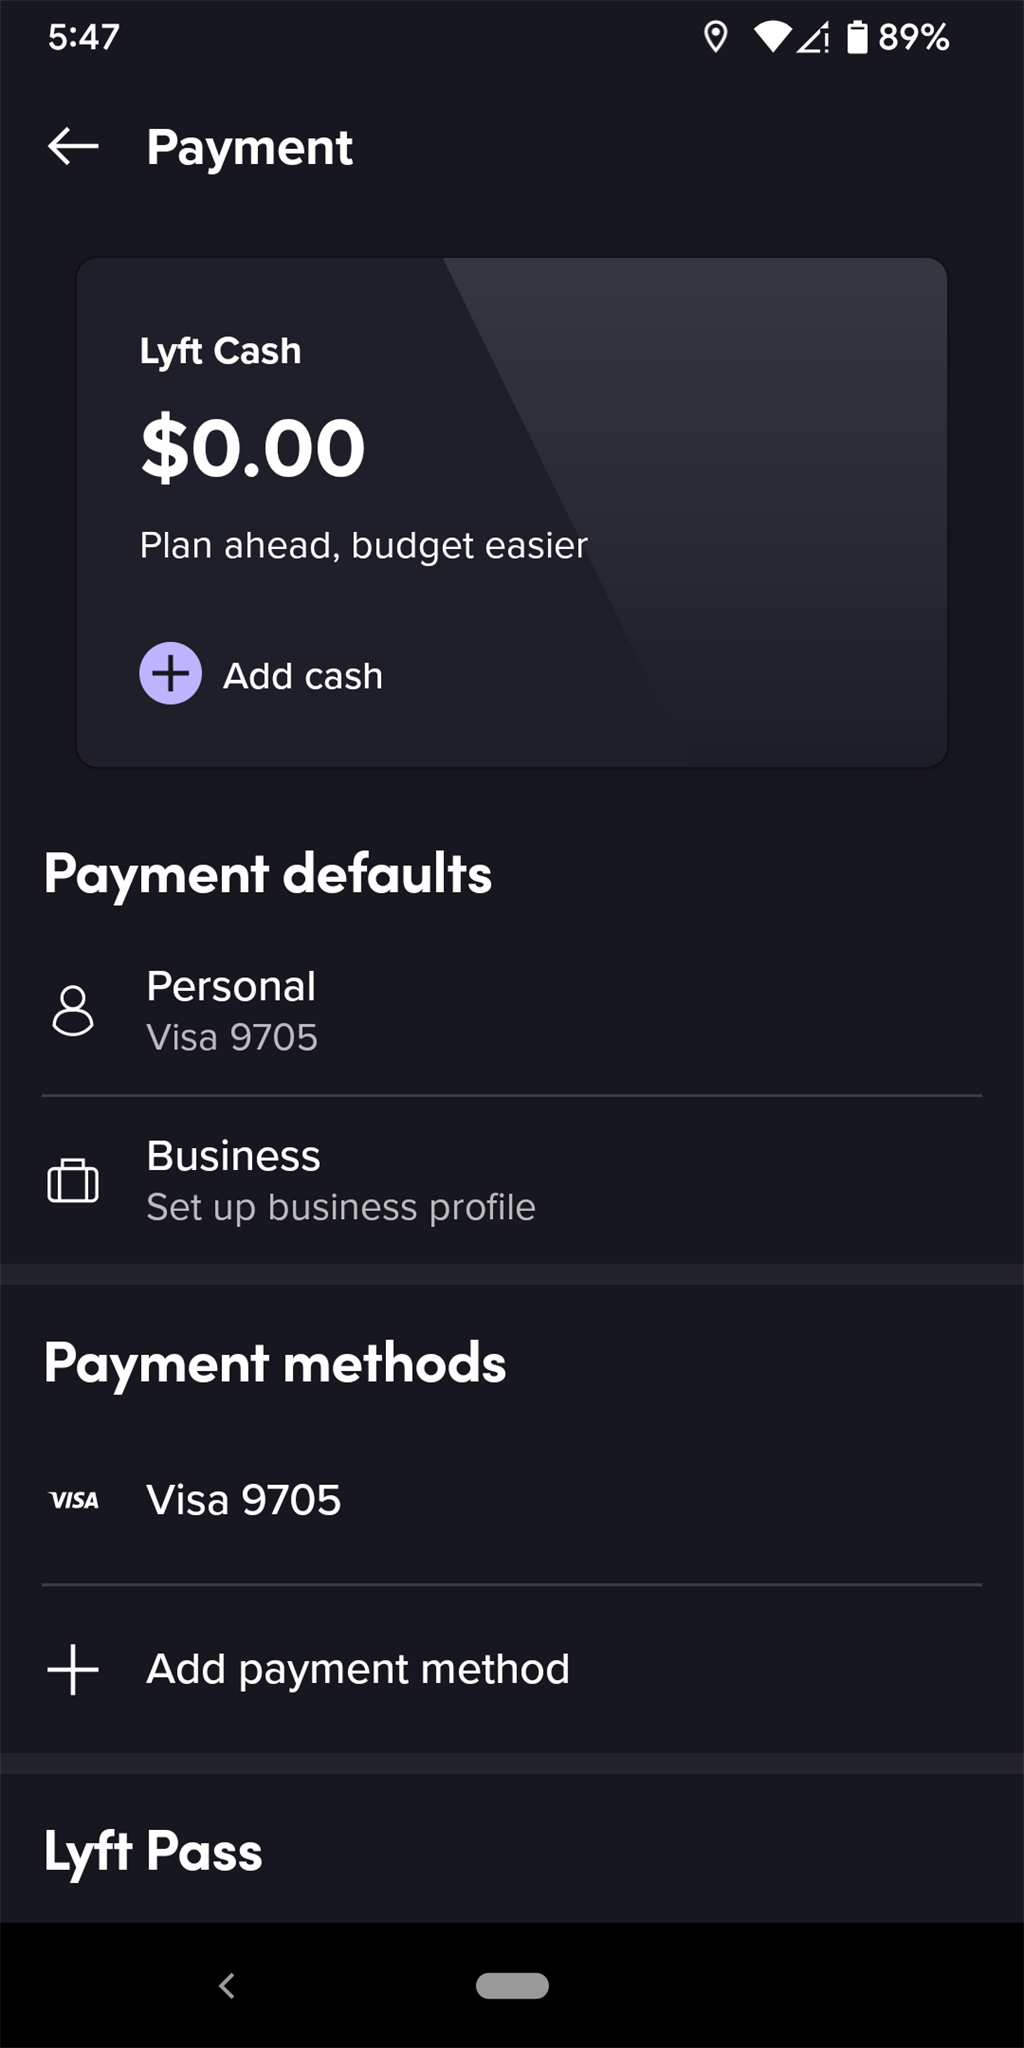 5:47
89%
Payment
Lyft Cash
$0.00
Plan ahead, budget easier
Add cash
Payment defaults
Personal
Visa 9705
Business
Set up business profile
Payment methods
VISA Visa 9705
Add payment method
Lyft Pass